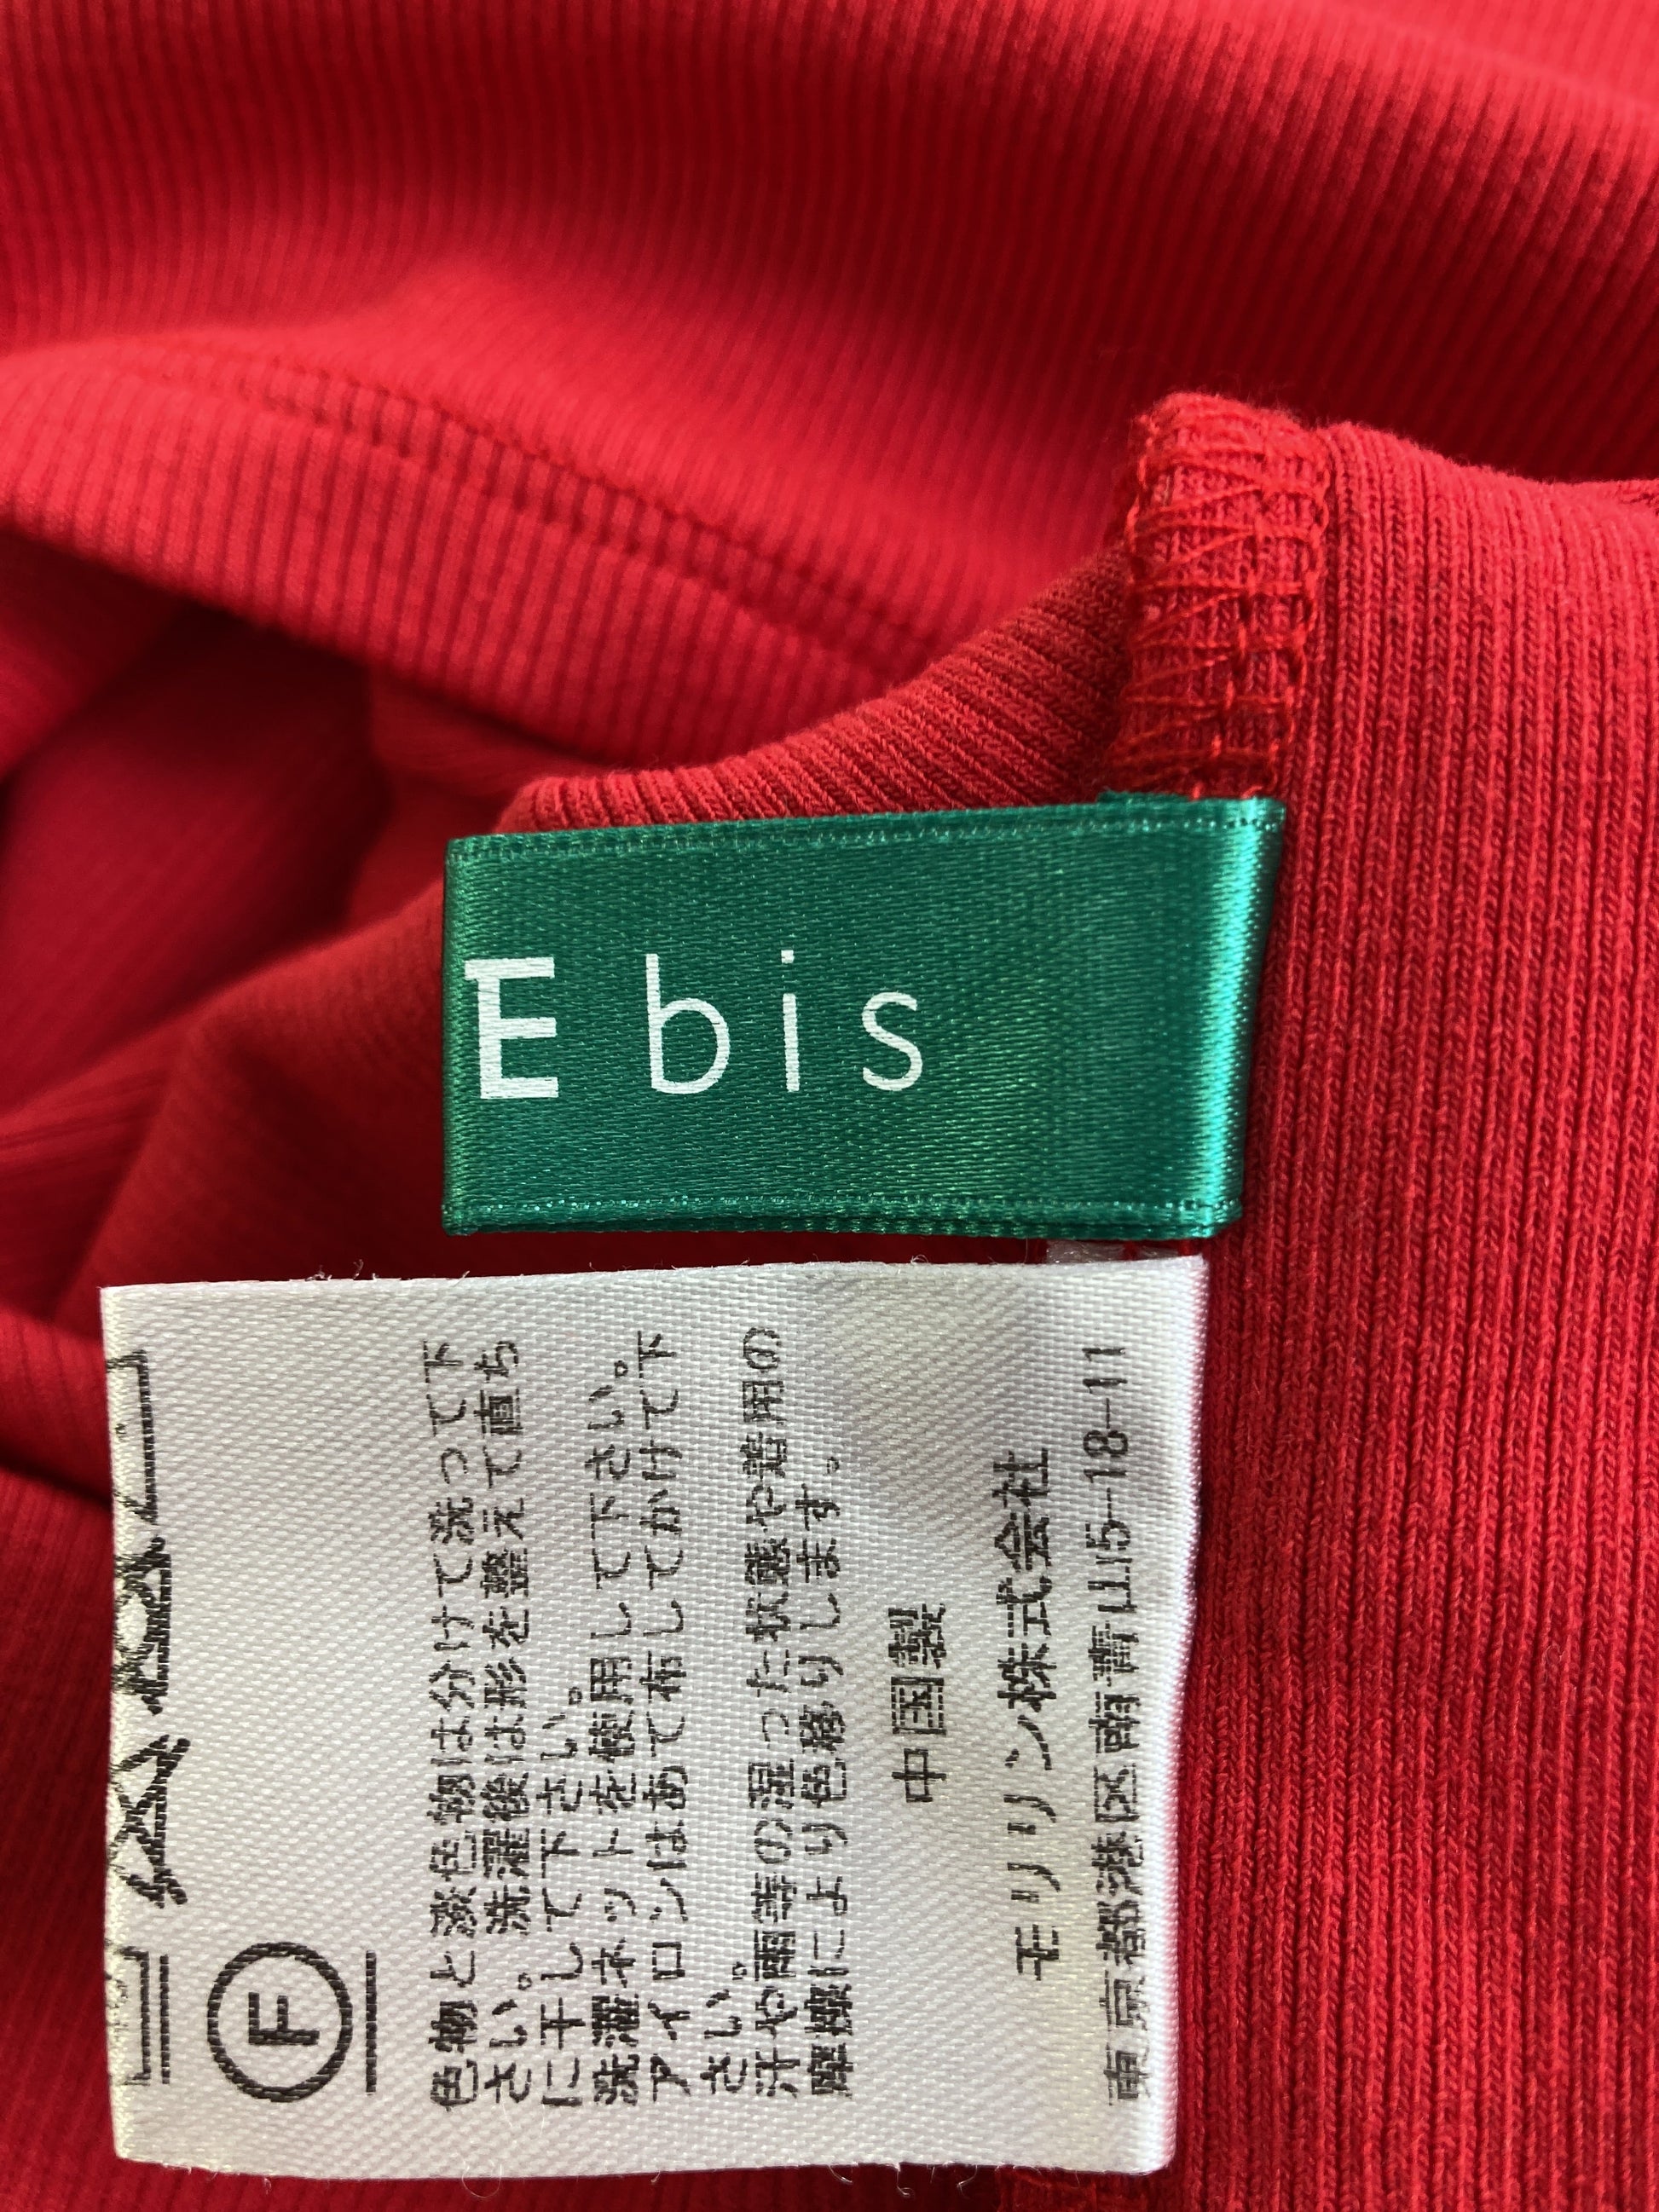 E bis
F
色物と淡色物は分けて洗って下
さい。洗濯後は形を整えて直ち
に干して下さい。
洗濯ネットを使用して下さい。
アイロンはあて布してかけて下
さい。
汗や雨等の湿った状態や着用の
摩擦により色移りします。
中国製
モリリン株式会社
東京都港区南青山5-18-11